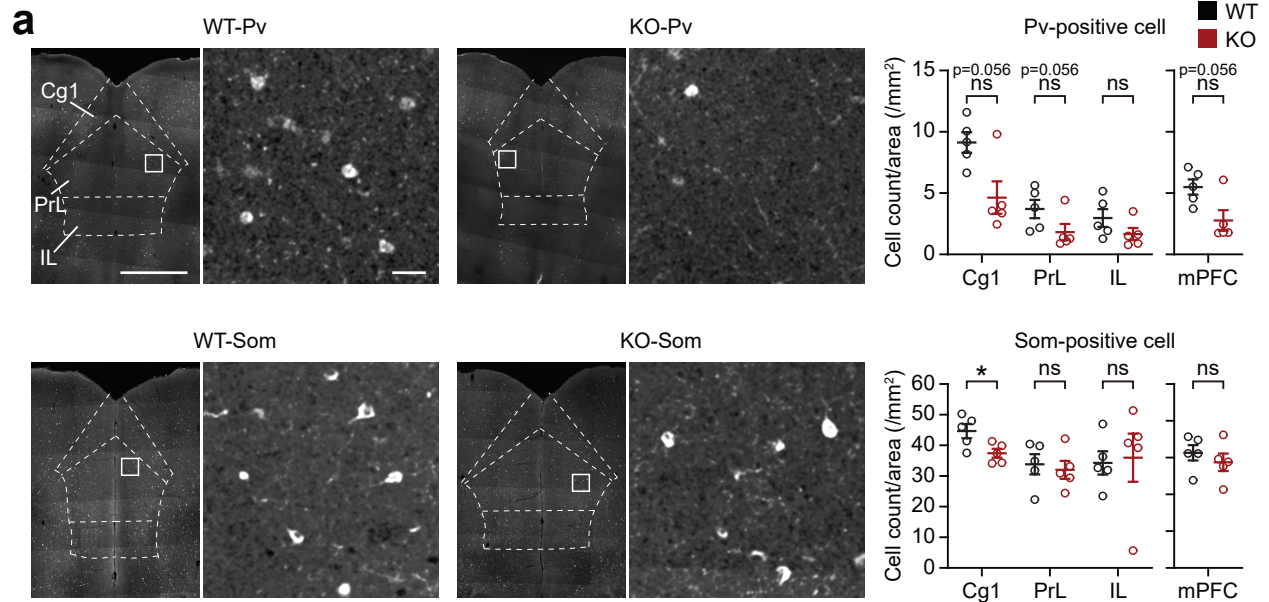 a
WT-Pv
KO-Pv
Pv-positive cell
WT
KO
Cg1
PrL
IL
Cell count/area (/mm²)
15
10
5
0
p=0.056
ns
p=0.056
ns
ns
p=0.056
ns
Cg1
PrL
IL
mPFC
WT-Som
KO-Som
Som-positive cell
Cell count/area (/mm²)
60
50
40
30
20
10
0
*
ns
ns
ns
Cg1
PrL
IL
mPFC